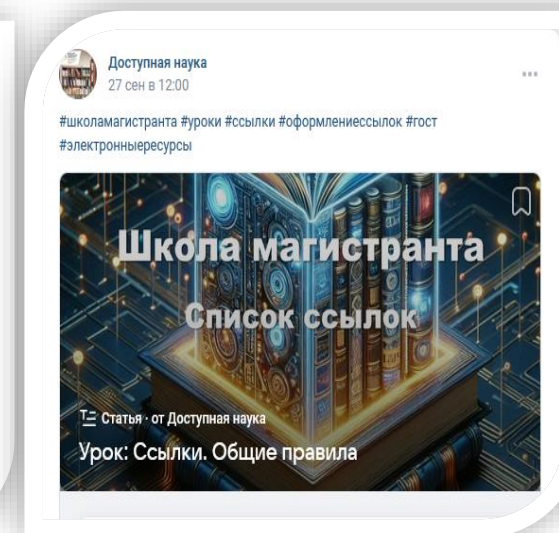 Доступная наука
27 сен в 12:00
#школамагистранта #уроки #ссылки #оформлениессылок #гост
#электронныересурсы
Школа магистранта
Список ссылок
Статья · от Доступная наука
Урок: Ссылки. Общие правила